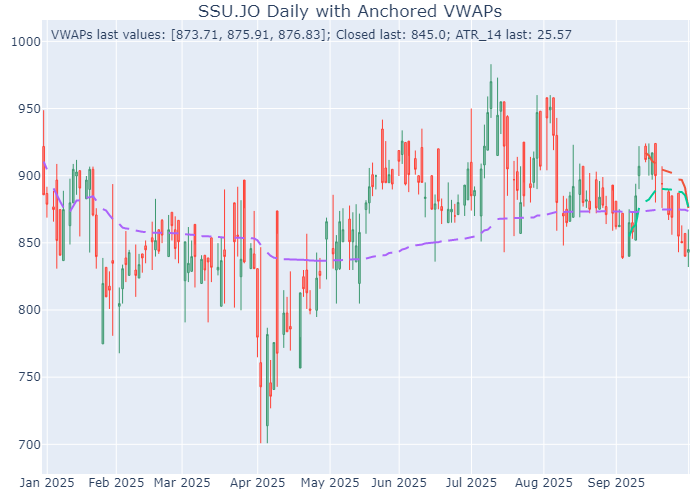 SSU.JO Daily with Anchored VWAPs
VWAPs last values: [873.71, 875.91, 876.83]; Closed last: 845.0; ATR_14 last: 25.57
1000
950
900
850
800
750
700
Jan 2025 Feb 2025 Mar 2025 Apr 2025 May 2025 Jun 2025 Jul 2025 Aug 2025 Sep 2025